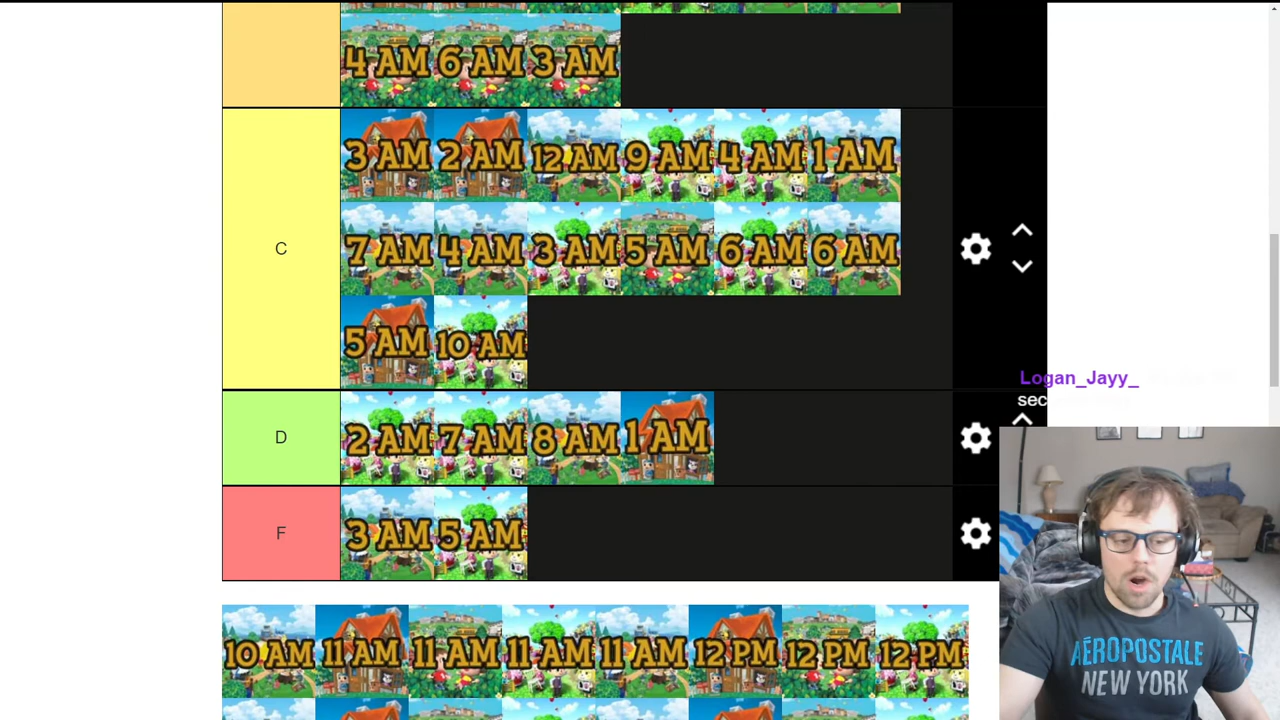 4 AM 6 AM 3 AM
C
3 AM 2 AM 12 AM 9 AM 4 AM 1 AM
7 AM 4 AM 3 AM 5 AM 6 AM 6 AM
5 AM 10 AM
D
2 AM 7 AM 8 AM 1 AM
F
3 AM 5 AM
10 AM 11 AM 11 AM 11 AM 11 AM 12 PM 12 PM 12 PM
Logan_Jayy_
sec
AÉROPOSTALE
NEW YORK